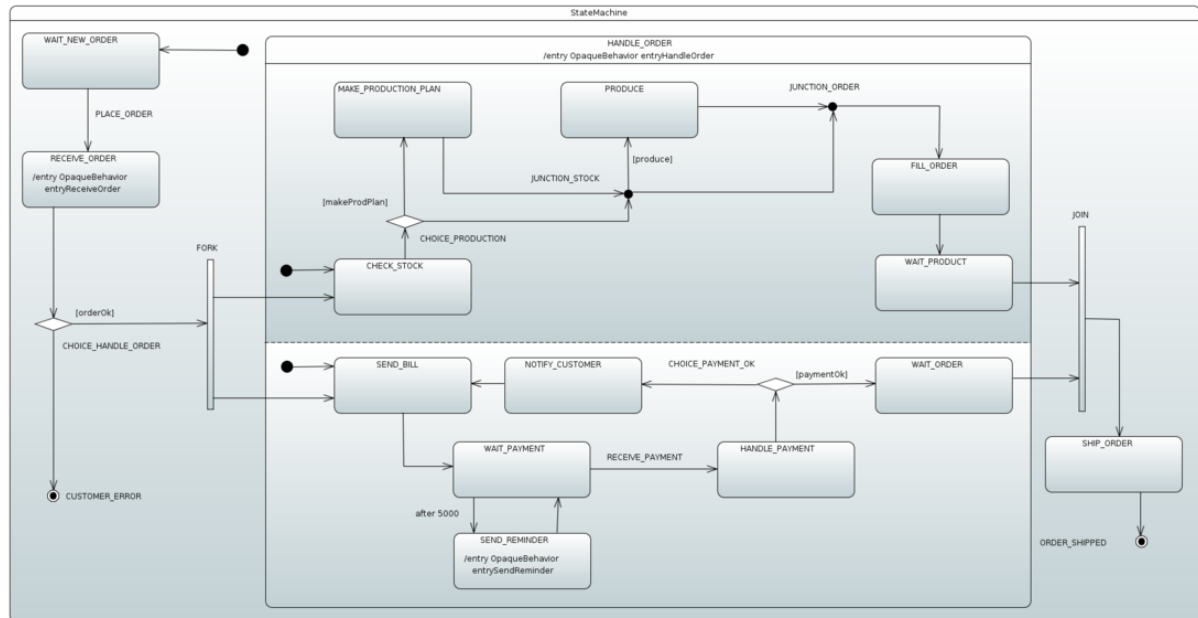 StateMachine
WAIT_NEW_ORDER
PLACE_ORDER
RECEIVE_ORDER
/entry OpaqueBehavior
entryReceiveOrder
[orderOk]
CHOICE_HANDLE_ORDER
CUSTOMER_ERROR
FORK
HANDLE_ORDER
/entry OpaqueBehavior entryHandleOrder
MAKE_PRODUCTION_PLAN
PRODUCE
JUNCTION_ORDER
[produce]
JUNCTION_STOCK
[makeProdPlan]
CHOICE_PRODUCTION
CHECK_STOCK
FILL_ORDER
WAIT_PRODUCT
SEND_BILL
NOTIFY_CUSTOMER
CHOICE_PAYMENT_OK
[paymentOk]
WAIT_ORDER
WAIT_PAYMENT
RECEIVE_PAYMENT
HANDLE_PAYMENT
after 5000
SEND_REMINDER
/entry OpaqueBehavior
entrySendReminder
JOIN
SHIP_ORDER
ORDER_SHIPPED